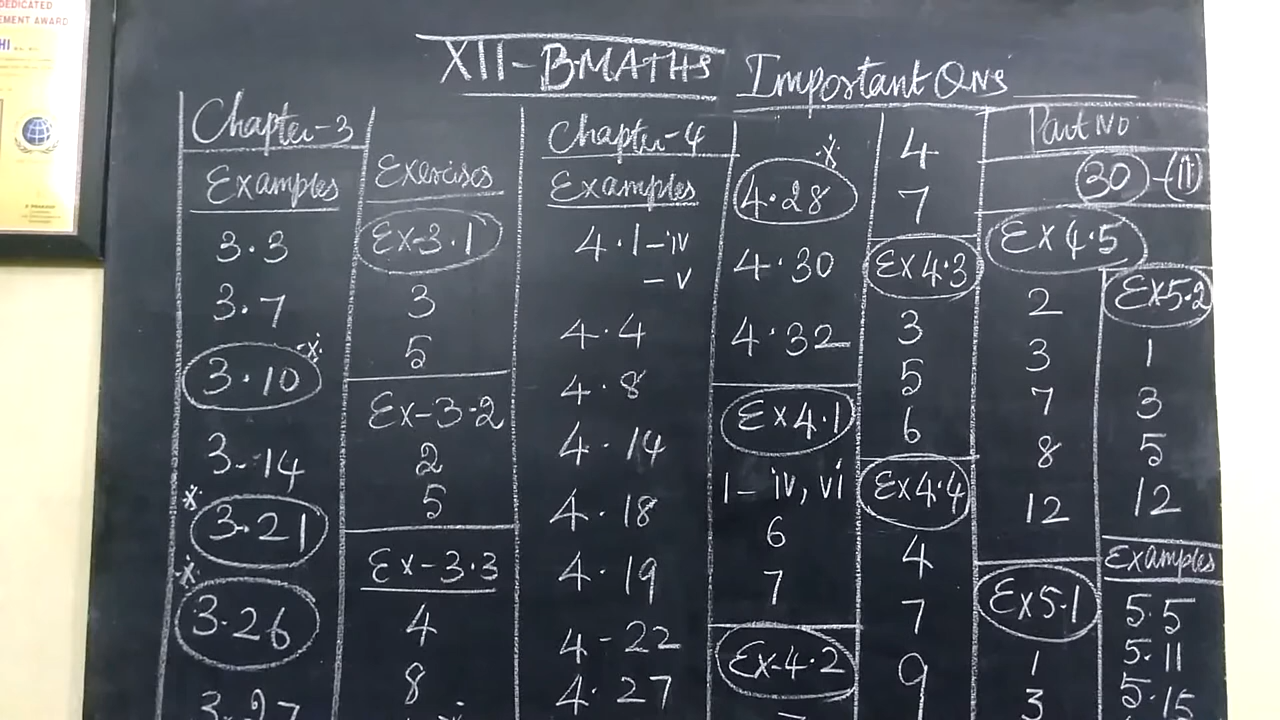 DEDICATED
EMENT AWARD
XII-BMATHS Important QNS
Chapter-3
Examples
3.3
3.7
3.10
3-14
3.21
3.26
3.27
Exercises
Ex-3.1
3
5
Ex-3.2
2
5
Ex-3.3
4
8
Chapter-4
Examples
4.1-iv
-v
4.4
4.8
4.14
4.18
4.19
4-22
4.27
4.28
4.30
4.32
Ex4.1
1-iv, vi
6
7
Ex-4.2
4
7
Ex4.3
3
5
6
Ex4.4
4
7
9
Part No
30-(II)
Ex4.5
2
3
7
8
12
Ex5.1
1
3
Ex5.2
1
3
5
12
Examples
5.5
5.11
5.15